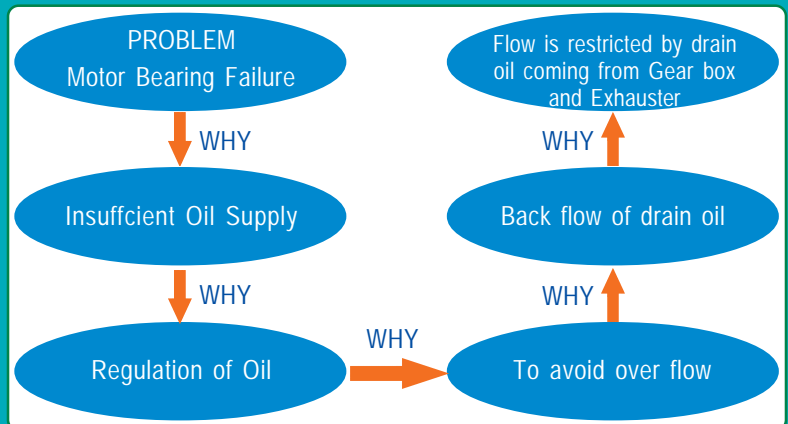 PROBLEM
Motor Bearing Failure
WHY
Insuffcient Oil Supply
WHY
Regulation of Oil
WHY
To avoid over flow
WHY
Back flow of drain oil
WHY
Flow is restricted by drain
oil coming from Gear box
and Exhauster